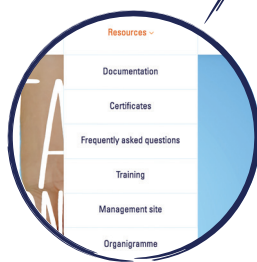 Resources
Documentation
Certificates
Frequently asked questions
Training
Management site
Organigramme